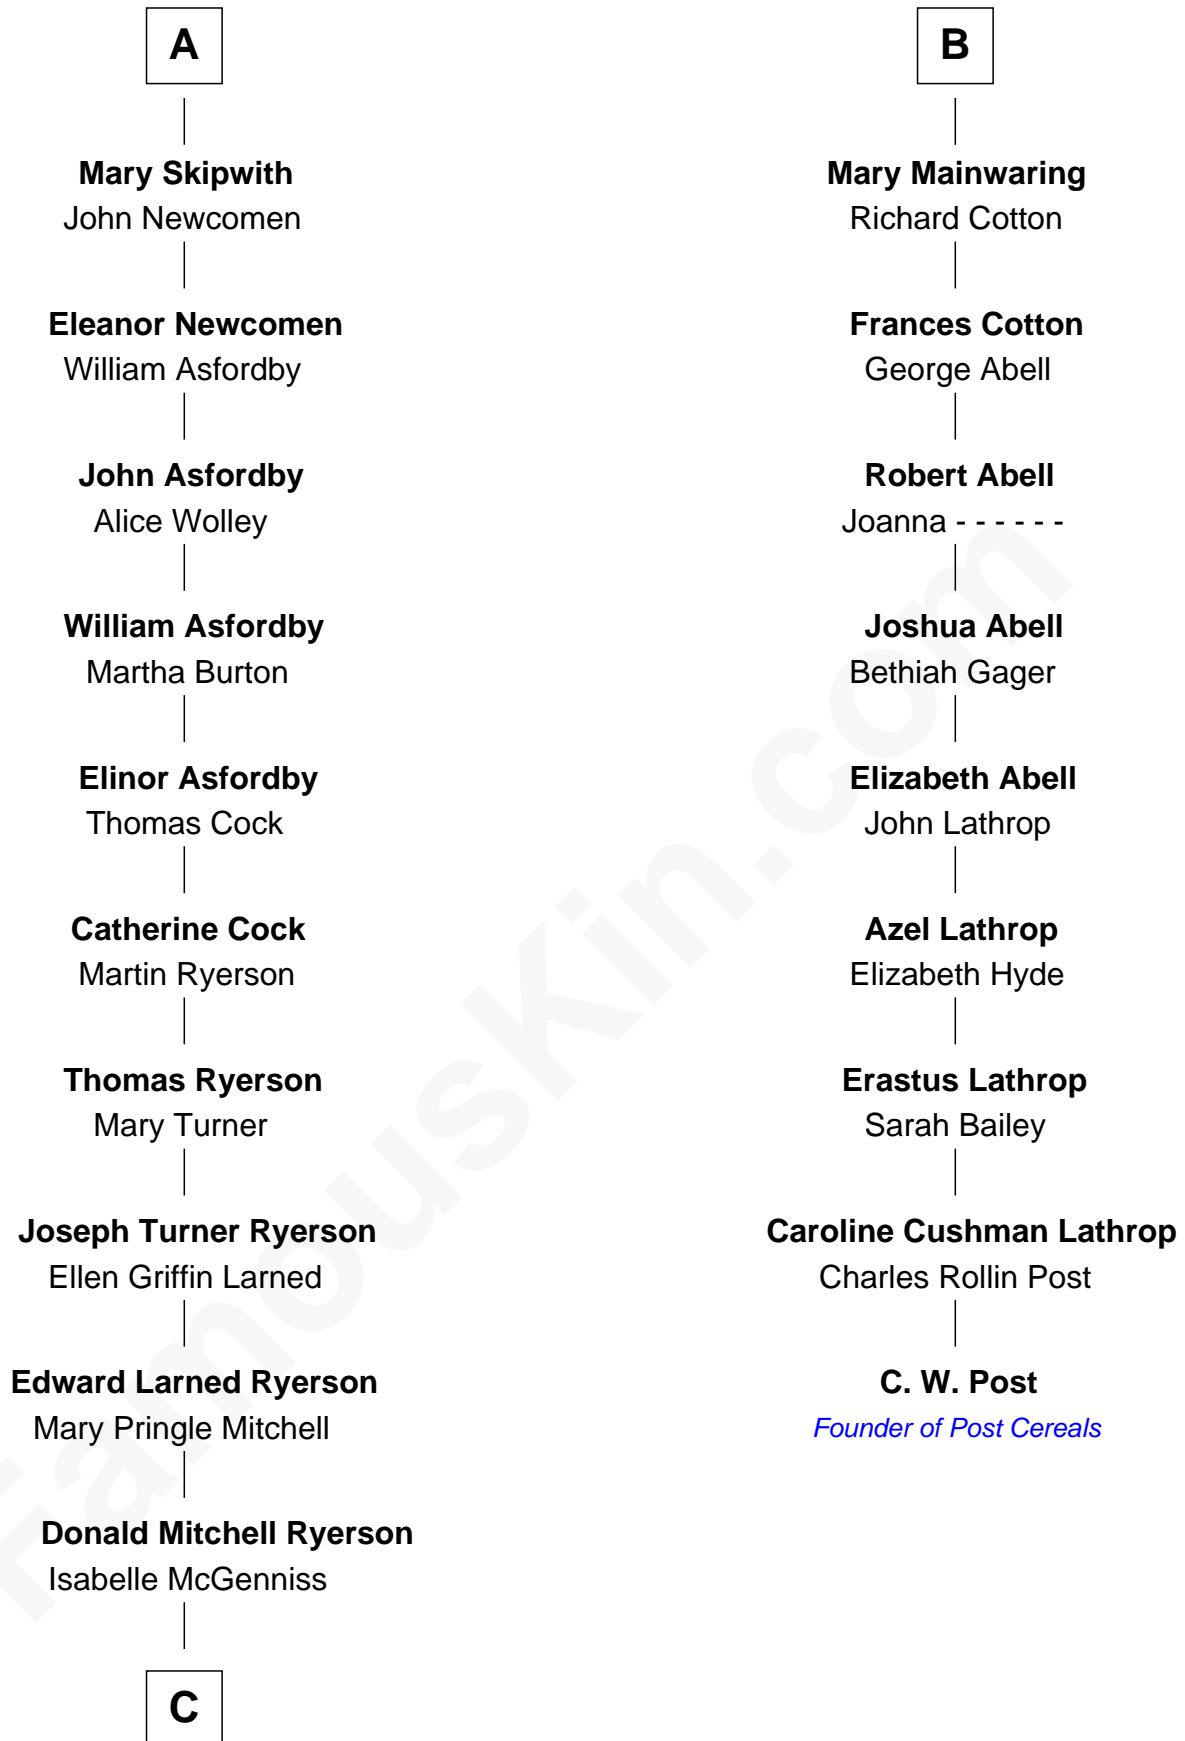 A
Mary Skipwith
John Newcomen
Eleanor Newcomen
William Asfordby
John Asfordby
Alice Wolley
William Asfordby
Martha Burton
Elinor Asfordby
Thomas Cock
Catherine Cock
Martin Ryerson
Thomas Ryerson
Mary Turner
Joseph Turner Ryerson
Ellen Griffin Larned
Edward Larned Ryerson
Mary Pringle Mitchell
Donald Mitchell Ryerson
Isabelle McGenniss
C
B
Mary Mainwaring
Richard Cotton
Frances Cotton
George Abell
Robert Abell
Joanna - - - - - -
Joshua Abell
Bethiah Gager
Elizabeth Abell
John Lathrop
Azel Lathrop
Elizabeth Hyde
Erastus Lathrop
Sarah Bailey
Caroline Cushman Lathrop
Charles Rollin Post
C. W. Post
Founder of Post Cereals
FamousKin.com